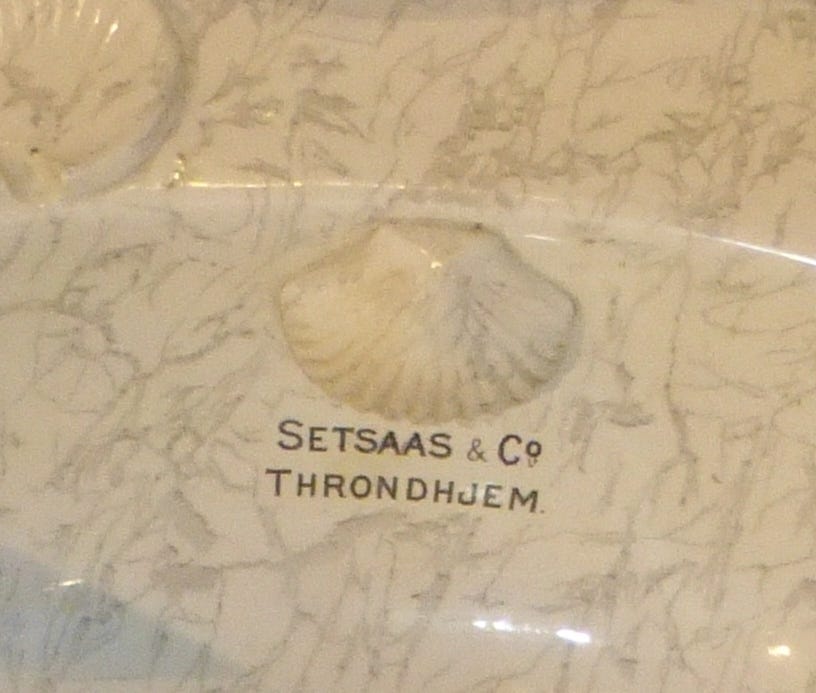 SETSAAS & Co
THRONDHJEM.